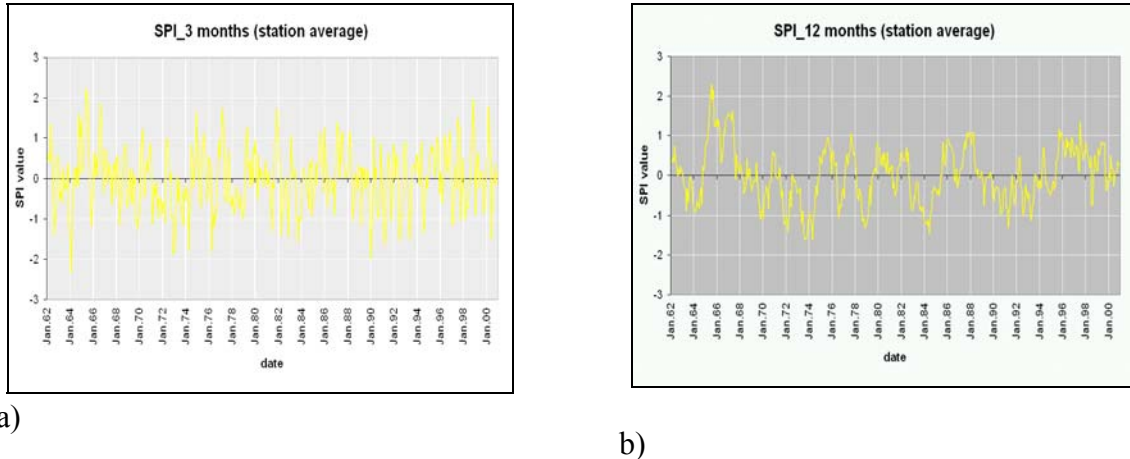 SPI_3 months (station average)
3
2
1
0
-1
-2
-3
SPI value
Jan.62
Jan.64
Jan.66
Jan.68
Jan.70
Jan.72
Jan.74
Jan.76
Jan.78
Jan.80
Jan.82
Jan.84
Jan.86
Jan.88
Jan.90
Jan.92
Jan.94
Jan.96
Jan.98
Jan.00
date
a)
SPI_12 months (station average)
3
2
1
0
-1
-2
-3
SPI value
Jan.62
Jan.64
Jan.66
Jan.68
Jan.70
Jan.72
Jan.74
Jan.76
Jan.78
Jan.80
Jan.82
Jan.84
Jan.86
Jan.88
Jan.90
Jan.92
Jan.94
Jan.96
Jan.98
Jan.00
date
b)